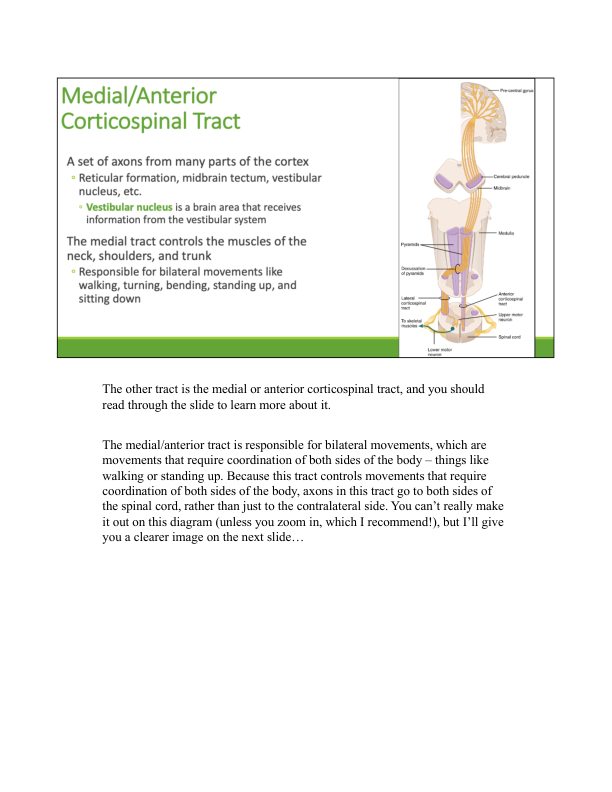 Medial/Anterior
Corticospinal Tract
A set of axons from many parts of the cortex
Reticular formation, midbrain tectum, vestibular
nucleus, etc.
Vestibular nucleus is a brain area that receives
information from the vestibular system
The medial tract controls the muscles of the
neck, shoulders, and trunk
Responsible for bilateral movements like
walking, turning, bending, standing up, and
sitting down
Pre-central gyrus
Cerebral peduncle
Midbrain
Medulla
Pyramids
Decussation
of pyramids
Lateral
corticospinal
tract
Anterior
corticospinal
tract
To skeletal
muscles
Upper motor
neuron
Spinal cord
Lower motor
neuron
The other tract is the medial or anterior corticospinal tract, and you should
read through the slide to learn more about it.
The medial/anterior tract is responsible for bilateral movements, which are
movements that require coordination of both sides of the body – things like
walking or standing up. Because this tract controls movements that require
coordination of both sides of the body, axons in this tract go to both sides of
the spinal cord, rather than just to the contralateral side. You can’t really make
it out on this diagram (unless you zoom in, which I recommend!), but I’ll give
you a clearer image on the next slide…